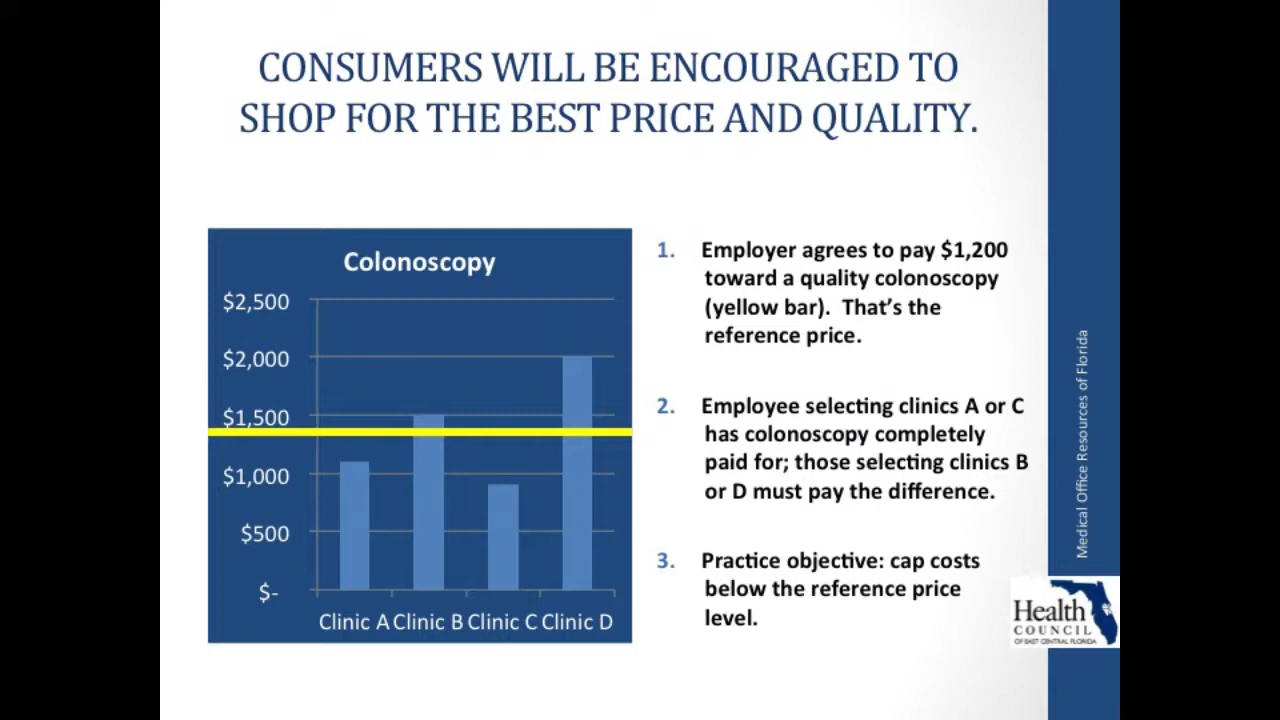 CONSUMERS WILL BE ENCOURAGED TO
SHOP FOR THE BEST PRICE AND QUALITY.
Colonoscopy
$2,500
$2,000
$1,500
$1,000
$500
$-
Clinic A Clinic B Clinic C Clinic D
1. Employer agrees to pay $1,200
toward a quality colonoscopy
(yellow bar). That’s the
reference price.
2. Employee selecting clinics A or C
has colonoscopy completely
paid for; those selecting clinics B
or D must pay the difference.
3. Practice objective: cap costs
below the reference price
level.
Medical Office Resources of Florida
Health
COUNCIL
OF EAST CENTRAL FLORIDA